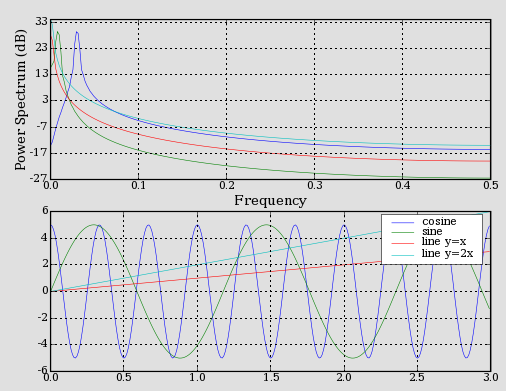 Power Spectrum (dB)
33
23
13
3
-7
-17
-27
0.0 0.1 0.2 0.3 0.4 0.5
Frequency
6
4
2
0
-2
-4
-6
cosine
sine
line y=x
line y=2x
0.0 0.5 1.0 1.5 2.0 2.5 3.0